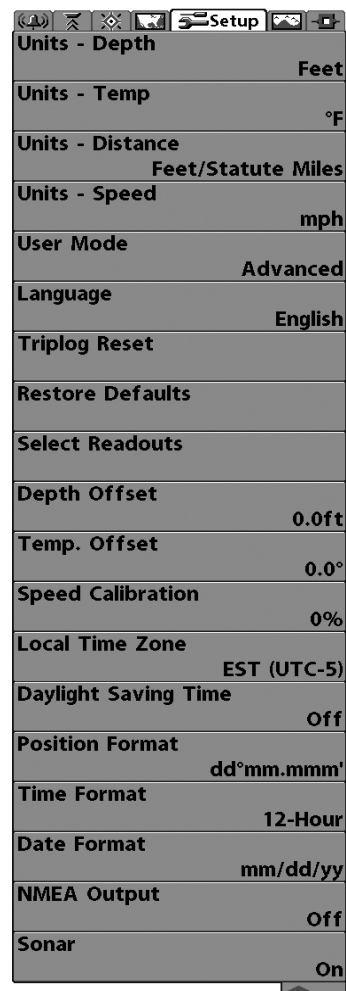 Setup
Units - Depth
Feet
Units - Temp
°F
Units - Distance
Feet/Statute Miles
Units - Speed
mph
User Mode
Advanced
Language
English
Triplog Reset
Restore Defaults
Select Readouts
Depth Offset
0.0ft
Temp. Offset
0.0°
Speed Calibration
0%
Local Time Zone
EST (UTC-5)
Daylight Saving Time
Off
Position Format
dd°mm.mmm'
Time Format
12-Hour
Date Format
mm/dd/yy
NMEA Output
Off
Sonar
On